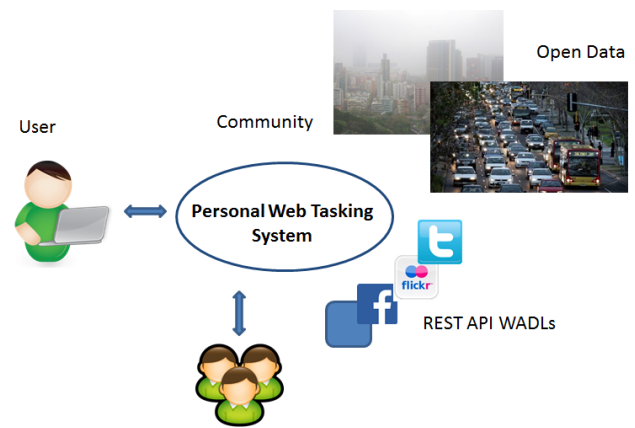 Open Data
User
Community
Personal Web Tasking
System
flickr
REST API WADLs